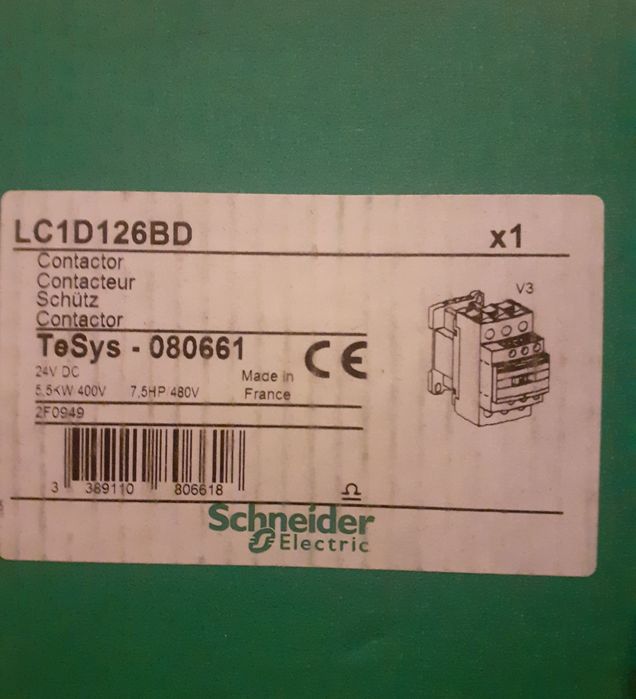 LC1D126BD x1
Contactor
Contacteur
Schütz
Contactor
V3
TeSys - 080661
24V DC
5,5KW 400V 7,5HP 480V
Made in
France
CE
2F0949
3 389110 806618
Schneider
Electric